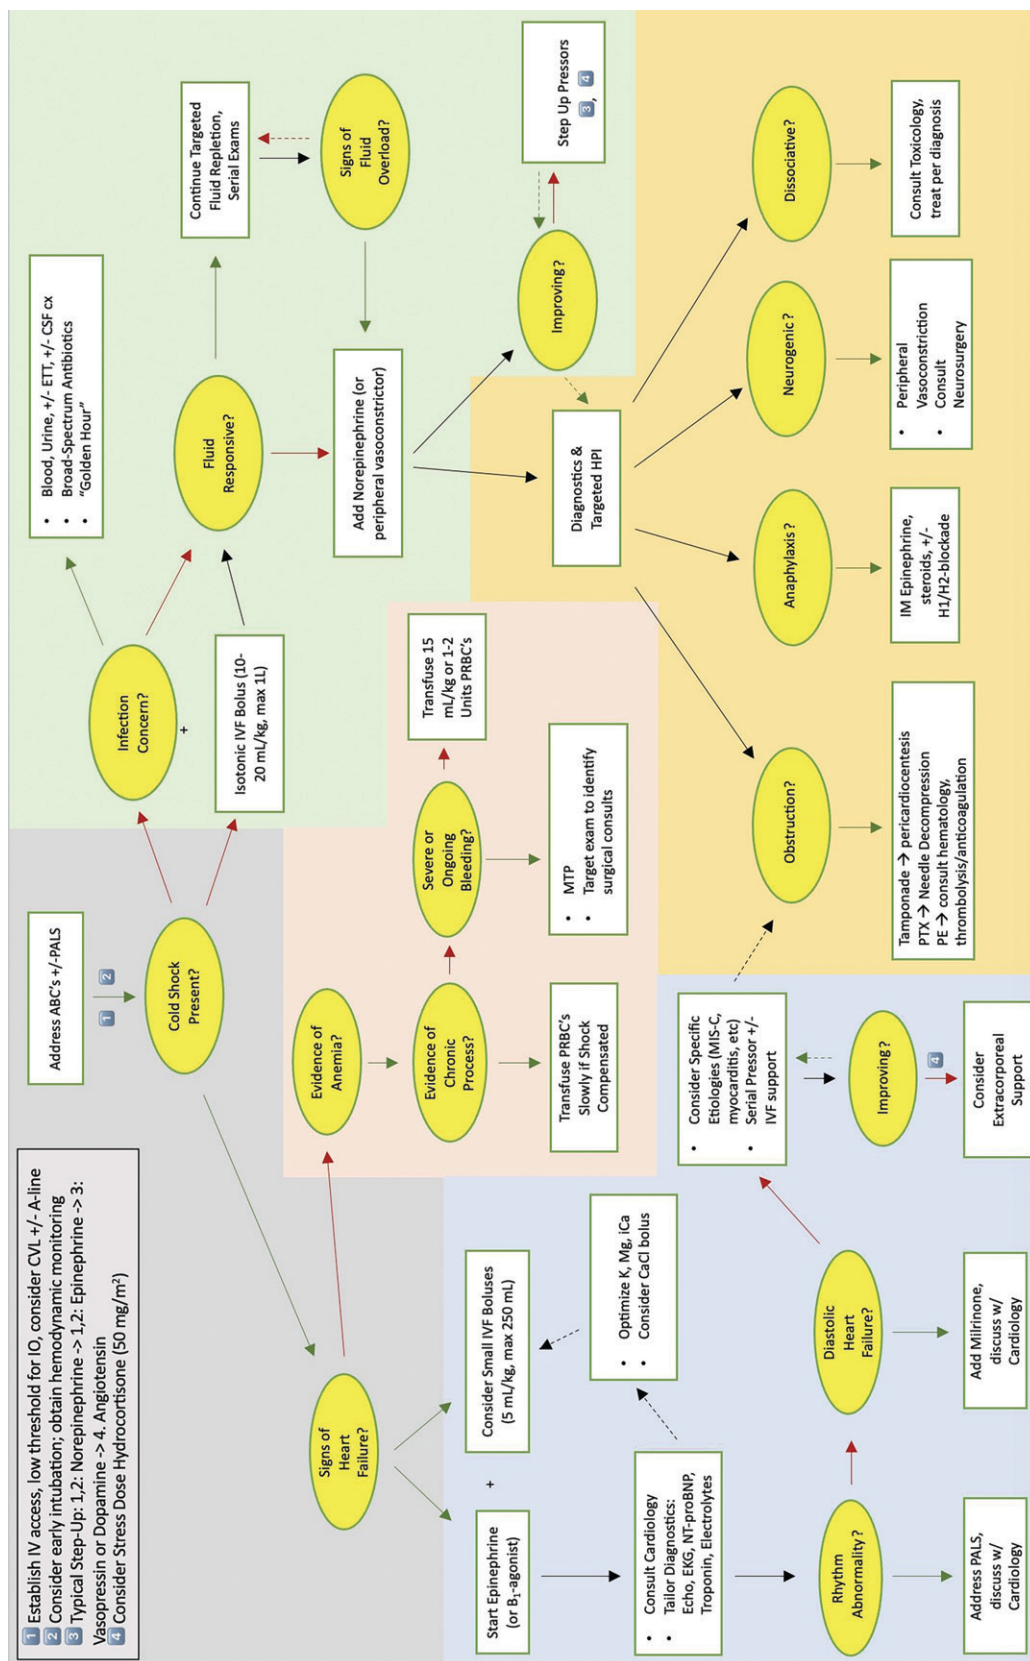 1 Establish IV access, low threshold for IO, consider CVL +/- A-line
2 Consider early intubation; obtain hemodynamic monitoring
3 Typical Step-Up: 1,2: Norepinephrine -> 1,2: Epinephrine -> 3:
Vasopressin or Dopamine -> 4. Angiotensin
4 Consider Stress Dose Hydrocortisone (50 mg/m²)
Address ABC's +/-PALS
1 2
Cold Shock
Present?
Infection
Concern?
+
Isotonic IVF Bolus (10-
20 mL/kg, max 1L)
• Blood, Urine, +/- ETT, +/- CSF cx
• Broad-Spectrum Antibiotics
• "Golden Hour"
Fluid
Responsive?
Continue Targeted
Fluid Repletion,
Serial Exams
Signs of
Fluid
Overload?
Add Norepinephrine (or
peripheral vasoconstrictor)
Improving?
Step Up Pressors
3, 4
Signs of
Heart
Failure?
Evidence of
Anemia?
Evidence of
Chronic
Process?
Severe or
Ongoing
Bleeding?
Transfuse 15
mL/kg or 1-2
Units PRBC's
Transfuse PRBC's
Slowly if Shock
Compensated
• MTP
• Target exam to identify
surgical consults
Diagnostics &
Targeted HPI
Obstruction?
Anaphylaxis?
Neurogenic?
Dissociative?
Tamponade → pericardiocentesis
PTX → Needle Decompression
PE → consult hematology,
thrombolysis/anticoagulation
IM Epinephrine,
steroids, +/-
H1/H2-blockade
• Peripheral
Vasoconstriction
• Consult
Neurosurgery
Consult Toxicology,
treat per diagnosis
Start Epinephrine
(or B₁-agonist)
+
Consider Small IVF Boluses
(5 mL/kg, max 250 mL)
• Consult Cardiology
• Tailor Diagnostics:
Echo, EKG, NT-proBNP,
Troponin, Electrolytes
• Optimize K, Mg, iCa
• Consider CaCl bolus
Rhythm
Abnormality?
Diastolic
Heart
Failure?
• Consider Specific
Etiologies (MIS-C,
myocarditis, etc)
• Serial Pressor +/-
IVF support
Improving?
4
Address PALS,
discuss w/
Cardiology
Add Milrinone,
discuss w/
Cardiology
Consider
Extracorporeal
Support